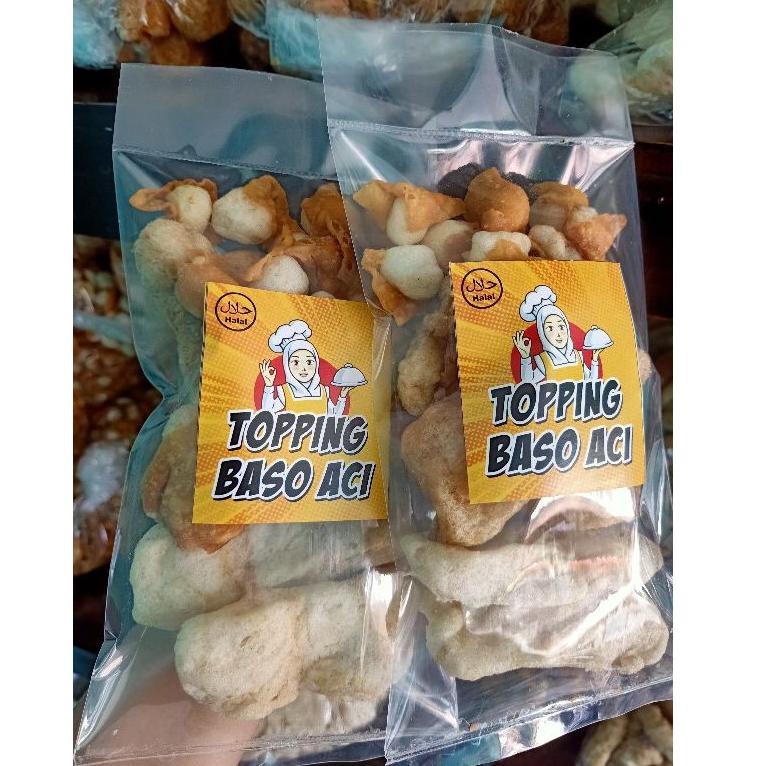 حلال
Halal
TOPPING
BASO ACI
حلال
Halal
TOPPING
BASO ACI